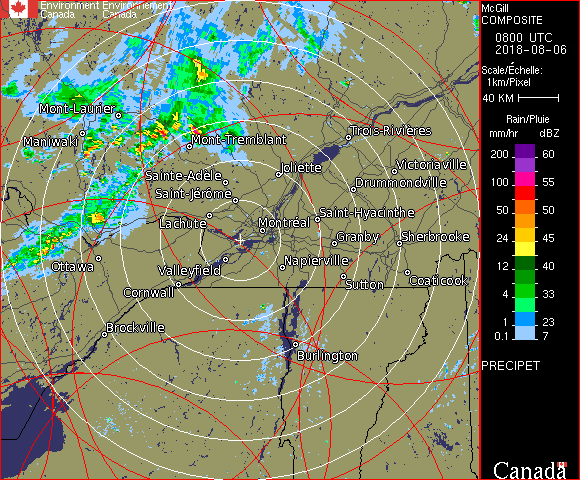 Environment Environnement
Canada Canada
McGill
COMPOSITE
0800 UTC
2018-08-06
Scale/Échelle:
1km/Pixel
40 KM
Rain/Pluie
mm/hr dBZ
200 60
100 55
50 50
24 45
12 40
8 33
4 30
1 23
0.1 7
PRECIPET
Canada
Mont-Laurier
Maniwaki
Mont-Tremblant
Trois-Rivières
Sainte-Adèle
Joliette
Victoriaville
Saint-Jérôme
Drummondville
Lachute
Saint-Hyacinthe
Montréal
Granby
Sherbrooke
Ottawa
Valleyfield
Napierville
Cornwall
Sutton
Coaticook
Brockville
Burlington